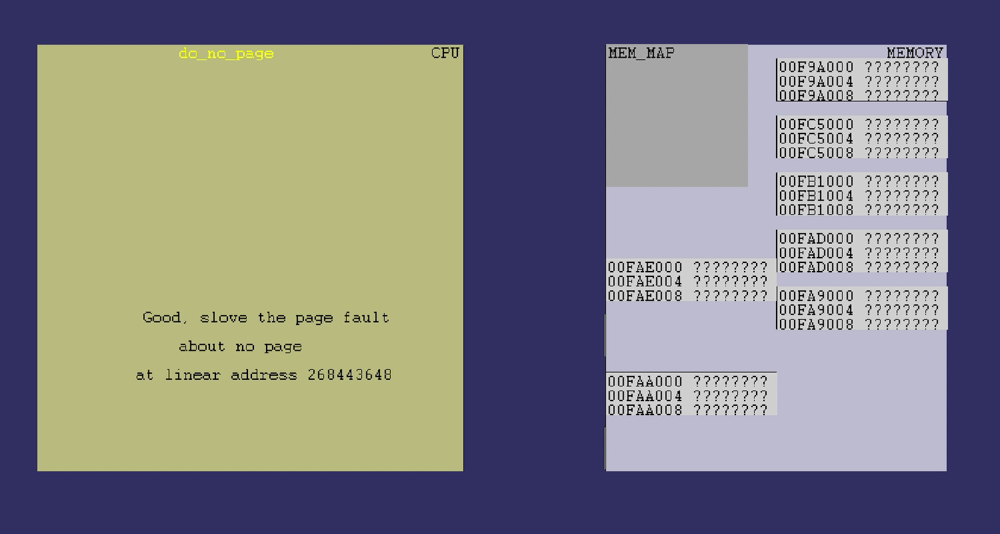 do_no_page
CPU
Good, slove the page fault
about no page
at linear address 268443648
MEM_MAP
MEMORY
00F9A000 ????????
00F9A004 ????????
00F9A008 ????????
00FC5000 ????????
00FC5004 ????????
00FC5008 ????????
00FB1000 ????????
00FB1004 ????????
00FB1008 ????????
00FAD000 ????????
00FAD004 ????????
00FAD008 ????????
00FAE000 ????????
00FAE004 ????????
00FAE008 ????????
00FA9000 ????????
00FA9004 ????????
00FA9008 ????????
00FAA000 ????????
00FAA004 ????????
00FAA008 ????????